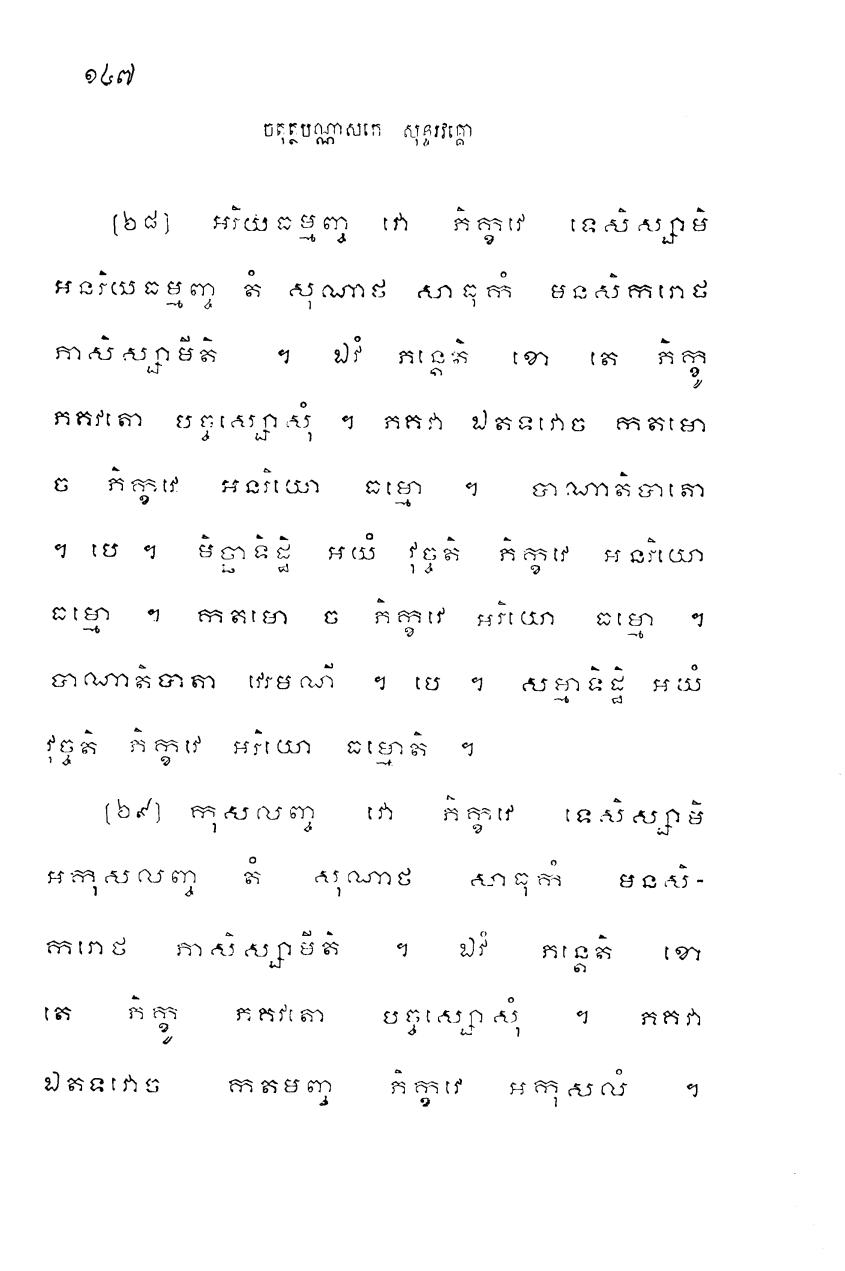 ១៤៧
ចតុត្ថបណ្ណាសកេ សុន្ទរវគ្គោ
[២៨] អរិយធម្មញ្ច វោ ភិក្ខវេ ទេសិស្សាមិ
អនរិយធម្មញ្ច តំ សុណាថ សាធុកំ មនសិករោថ
ភាសិស្សាមីតិ ។ ឯវំ ភន្តេតិ ខោ តេ ភិក្ខូ
ភគវតោ បច្ចស្សោសុំ ។ ភគវា ឯតទវោច កតមោ
ច ភិក្ខវេ អនរិយោ ធម្មោ ។ បាណាតិបាតោ
។ បេ ។ មិច្ឆាទិដ្ឋិ អយំ វុច្ចតិ ភិក្ខវេ អនរិយោ
ធម្មោ ។ កតមោ ច ភិក្ខវេ អរិយោ ធម្មោ ។
បាណាតិបាតា វេរមណី ។ បេ ។ សម្មាទិដ្ឋិ អយំ
វុច្ចតិ ភិក្ខវេ អរិយោ ធម្មោតិ ។
[២៩] កុសលញ្ច វោ ភិក្ខវេ ទេសិស្សាមិ
អកុសលញ្ច តំ សុណាថ សាធុកំ មនសិ-
ករោថ ភាសិស្សាមីតិ ។ ឯវំ ភន្តេតិ ខោ
តេ ភិក្ខូ ភគវតោ បច្ចស្សោសុំ ។ ភគវា
ឯតទវោច កតមញ្ច ភិក្ខវេ អកុសលំ ។